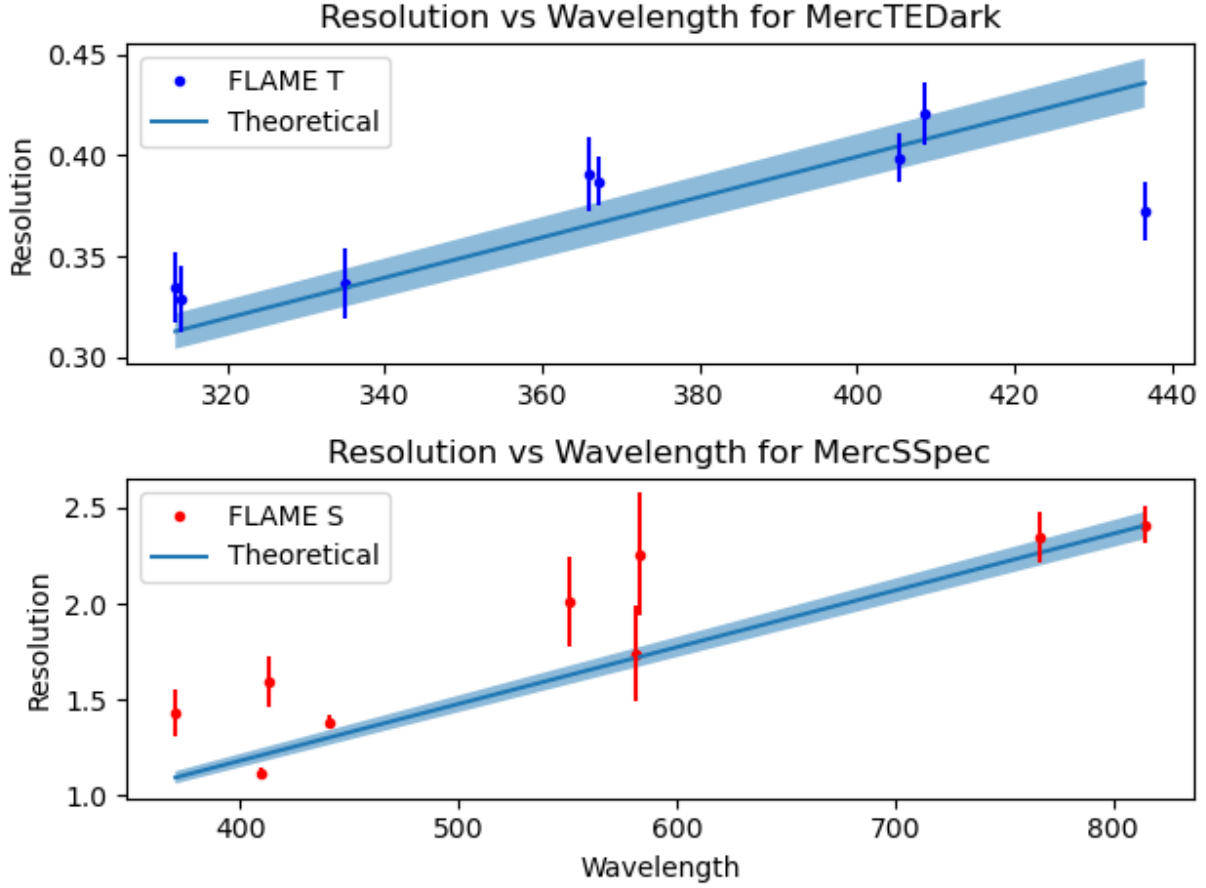 Resolution vs Wavelength for MercTEDark
FLAME T
Theoretical
Resolution
0.45
0.40
0.35
0.30
320 340 360 380 400 420 440
Resolution vs Wavelength for MercSSpec
FLAME S
Theoretical
Resolution
2.5
2.0
1.5
1.0
400 500 600 700 800
Wavelength